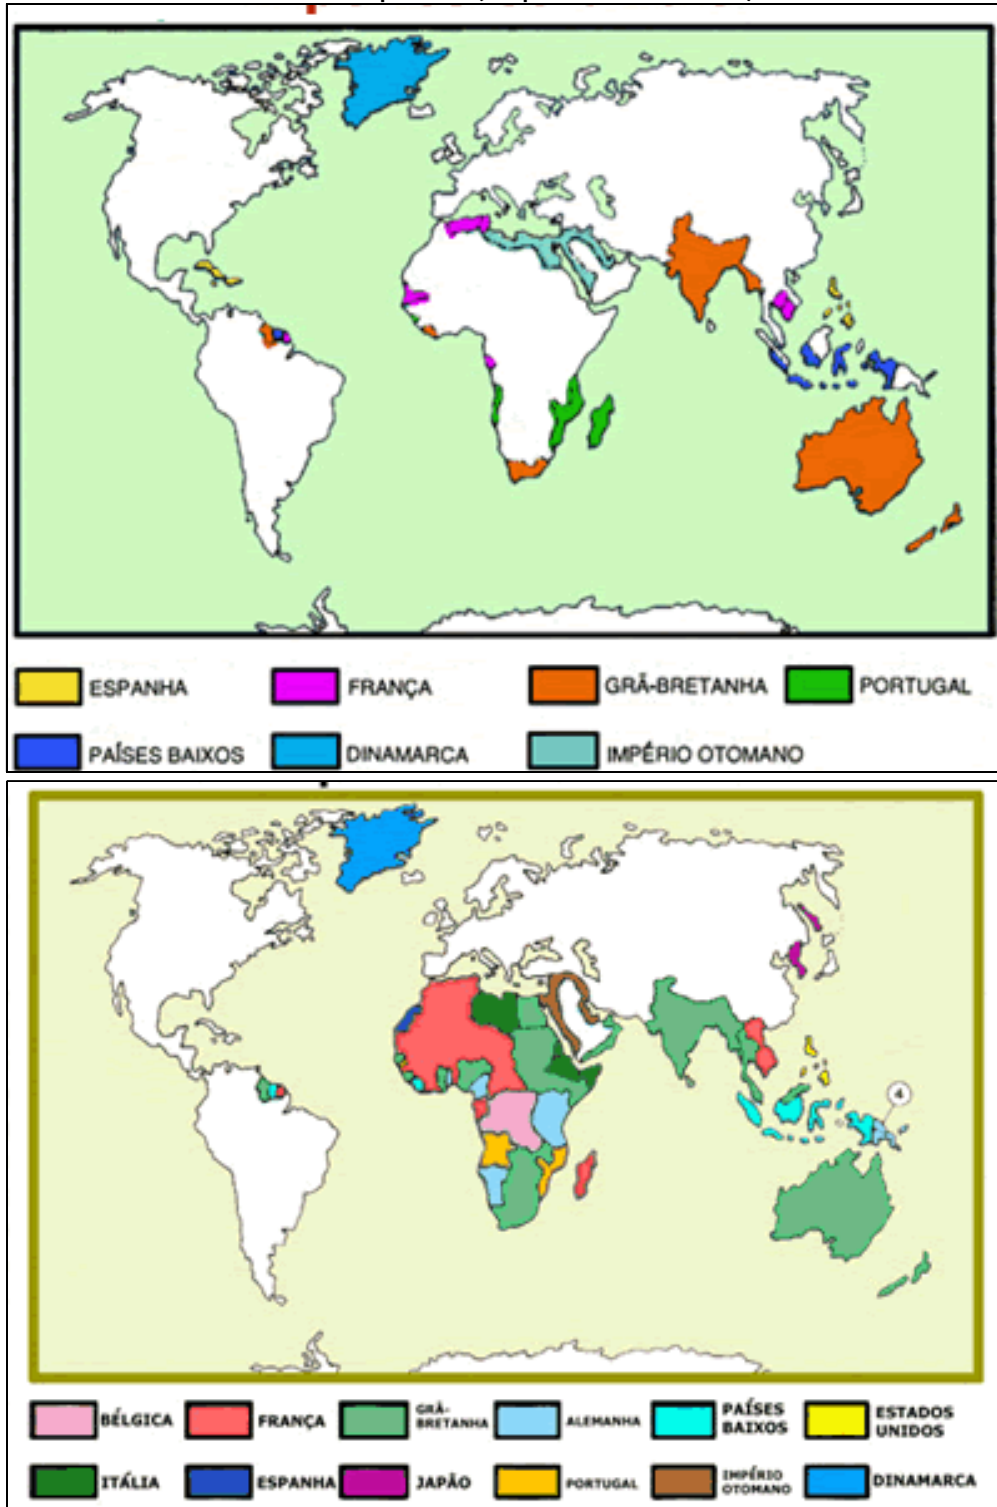 ESPANHA
FRANÇA
GRÃ-BRETANHA
PORTUGAL
PAÍSES BAIXOS
DINAMARCA
IMPÉRIO OTOMANO
4
BÉLGICA
FRANÇA
GRÃ-
BRETANHA
ALEMANHA
PAÍSES
BAIXOS
ESTADOS
UNIDOS
ITÁLIA
ESPANHA
JAPÃO
PORTUGAL
IMPÉRIO
OTOMANO
DINAMARCA